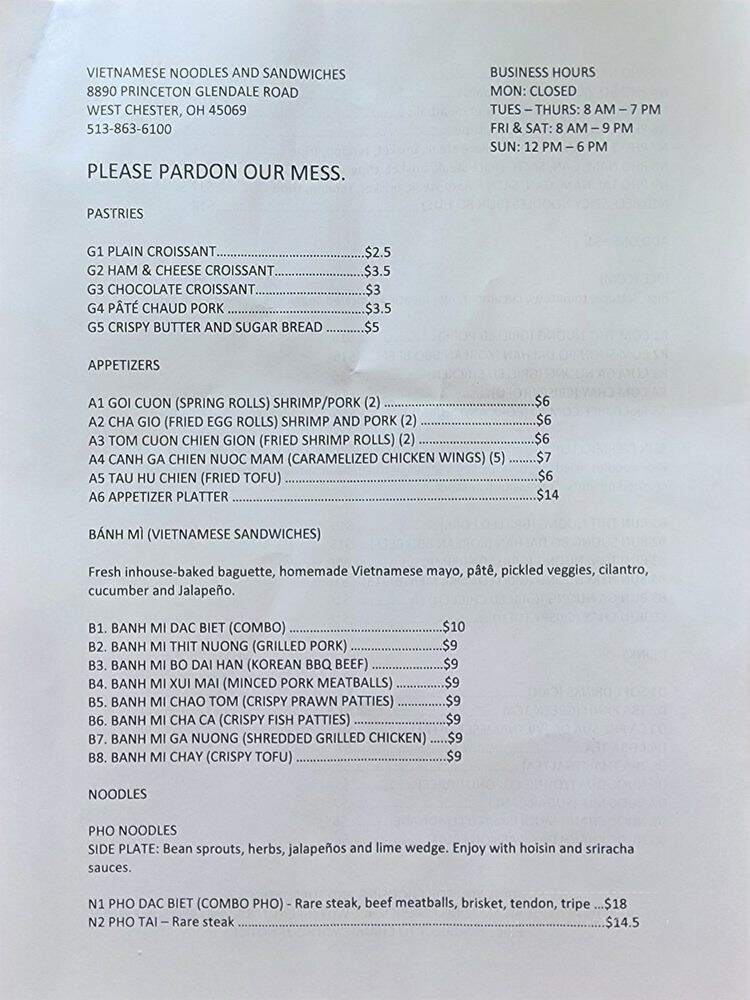 VIETNAMESE NOODLES AND SANDWICHES
8890 PRINCETON GLENDALE ROAD
WEST CHESTER, OH 45069
513-863-6100
BUSINESS HOURS
MON: CLOSED
TUES – THURS: 8 AM – 7 PM
FRI & SAT: 8 AM – 9 PM
SUN: 12 PM – 6 PM
PLEASE PARDON OUR MESS.
PASTRIES
G1 PLAIN CROISSANT..........................................$2.5
G2 HAM & CHEESE CROISSANT.........................$3.5
G3 CHOCOLATE CROISSANT...............................$3
G4 PÂTÉ CHAUD PORK .......................................$3.5
G5 CRISPY BUTTER AND SUGAR BREAD ..........$5
APPETIZERS
A1 GOI CUON (SPRING ROLLS) SHRIMP/PORK (2) ..........................................$6
A2 CHA GIO (FRIED EGG ROLLS) SHRIMP AND PORK (2) ................................$6
A3 TOM CUON CHIEN GION (FRIED SHRIMP ROLLS) (2) ................................$6
A4 CANH GA CHIEN NUOC MAM (CARAMELIZED CHICKEN WINGS) (5) ........$7
A5 TAU HU CHIEN (FRIED TOFU) ......................................................................$6
A6 APPETIZER PLATTER ....................................................................................$14
BÁNH MÌ (VIETNAMESE SANDWICHES)
Fresh inhouse-baked baguette, homemade Vietnamese mayo, pâtê, pickled veggies, cilantro,
cucumber and Jalapeño.
B1. BANH MI DAC BIET (COMBO) ..........................................$10
B2. BANH MI THIT NUONG (GRILLED PORK) ..........................$9
B3. BANH MI BO DAI HAN (KOREAN BBQ BEEF) ....................$9
B4. BANH MI XUI MAI (MINCED PORK MEATBALLS) .............$9
B5. BANH MI CHAO TOM (CRISPY PRAWN PATTIES) ..............$9
B6. BANH MI CHA CA (CRISPY FISH PATTIES) ..........................$9
B7. BANH MI GA NUONG (SHREDDED GRILLED CHICKEN) .....$9
B8. BANH MI CHAY (CRISPY TOFU) ..........................................$9
NOODLES
PHO NOODLES
SIDE PLATE: Bean sprouts, herbs, jalapeños and lime wedge. Enjoy with hoisin and sriracha
sauces.
N1 PHO DAC BIET (COMBO PHO) - Rare steak, beef meatballs, brisket, tendon, tripe ...$18
N2 PHO TAI – Rare steak ......................................................................................................$14.5